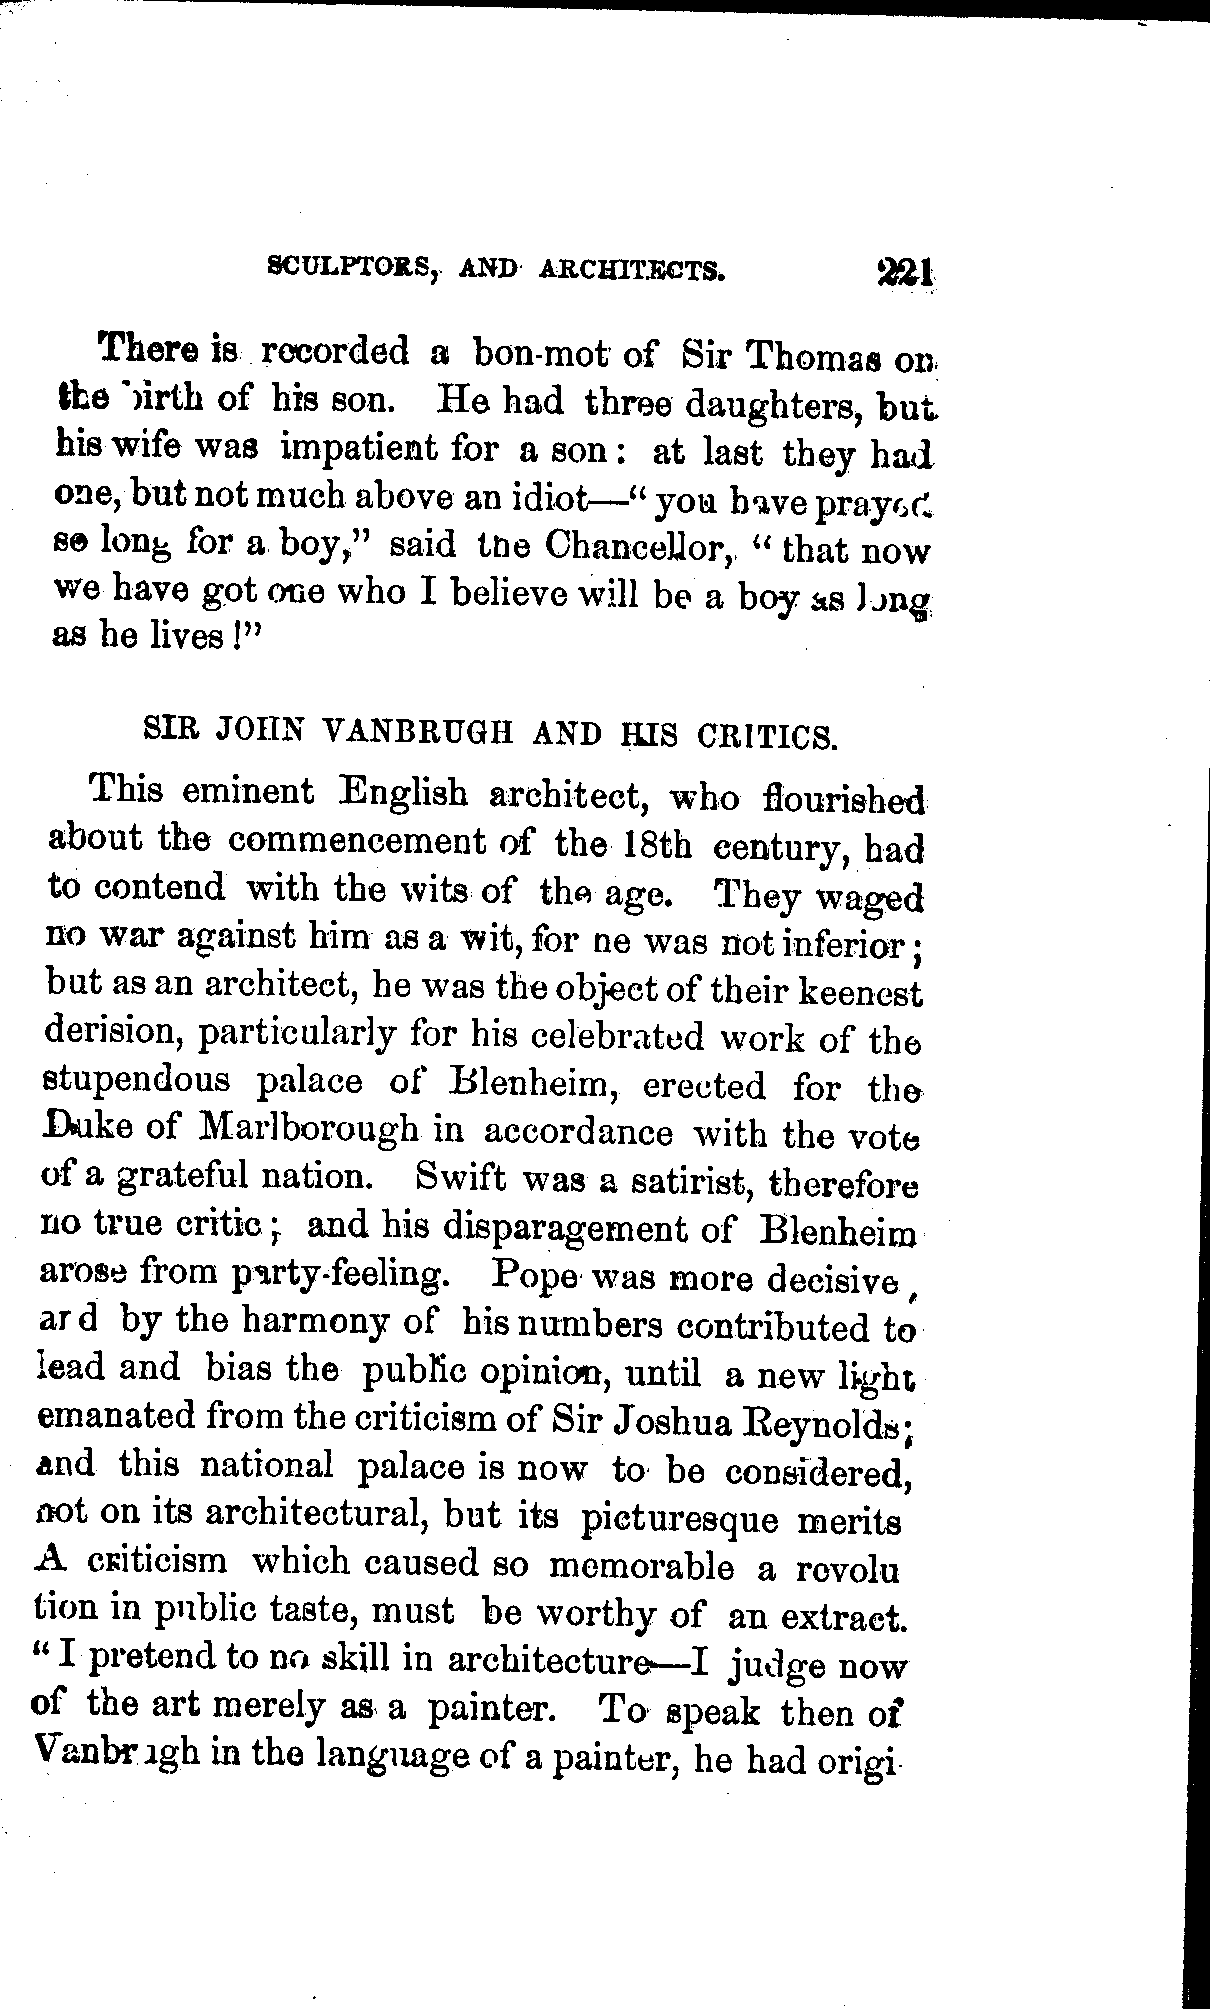 SCULPTORS, AND ARCHITECTS. 221
There is recorded a bon-mot of Sir Thomas on
the birth of his son. He had three daughters, but
his wife was impatient for a son: at last they had
one, but not much above an idiot—“ you have prayed
so long for a boy,” said the Chancellor, “ that now
we have got one who I believe will be a boy as long
as he lives !”
SIR JOHN VANBRUGH AND HIS CRITICS.
This eminent English architect, who flourished
about the commencement of the 18th century, had
to contend with the wits of the age. They waged
no war against him as a wit, for he was not inferior;
but as an architect, he was the object of their keenest
derision, particularly for his celebrated work of the
stupendous palace of Blenheim, erected for the
Duke of Marlborough in accordance with the vote
of a grateful nation. Swift was a satirist, therefore
no true critic; and his disparagement of Blenheim
arose from party-feeling. Pope was more decisive,
and by the harmony of his numbers contributed to
lead and bias the public opinion, until a new light
emanated from the criticism of Sir Joshua Reynolds;
and this national palace is now to be considered,
not on its architectural, but its picturesque merits
A criticism which caused so memorable a revolu
tion in public taste, must be worthy of an extract.
“ I pretend to no skill in architecture—I judge now
of the art merely as a painter. To speak then of
Vanbrugh in the language of a painter, he had origi-